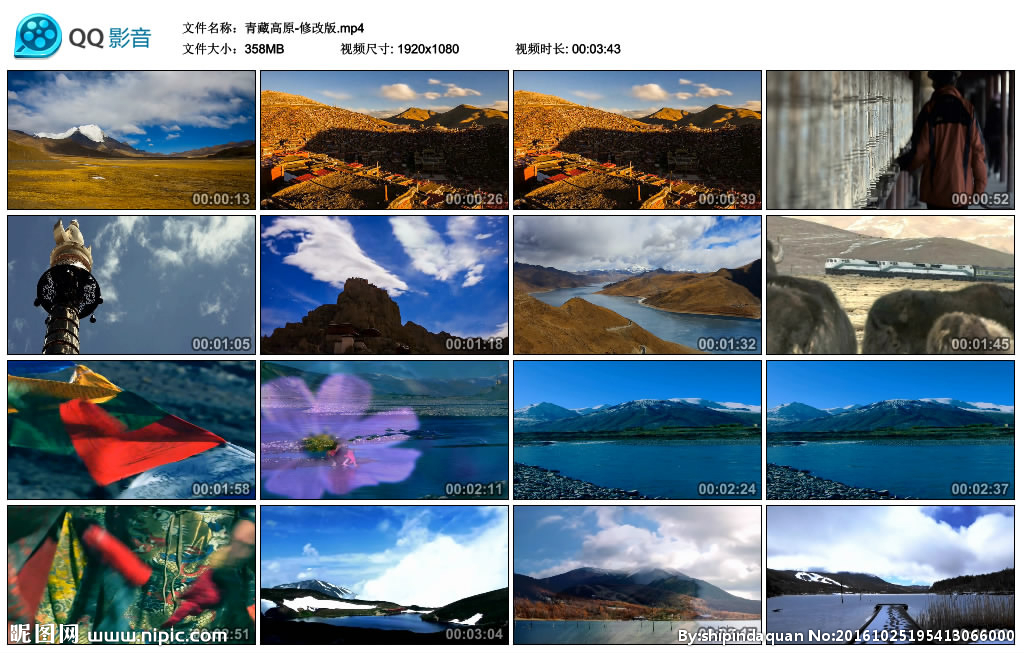 QQ影音
文件名称: 青藏高原-修改版.mp4
文件大小: 358MB 视频尺寸: 1920x1080 视频时长: 00:03:43
00:00:13 00:00:26 00:00:39 00:00:52
00:01:05 00:01:18 00:01:32 00:01:45
00:01:58 00:02:11 00:02:24 00:02:37
昵图网 www.nipic.com :51 00:03:04
By:shipindaquan No:20161025195413066000